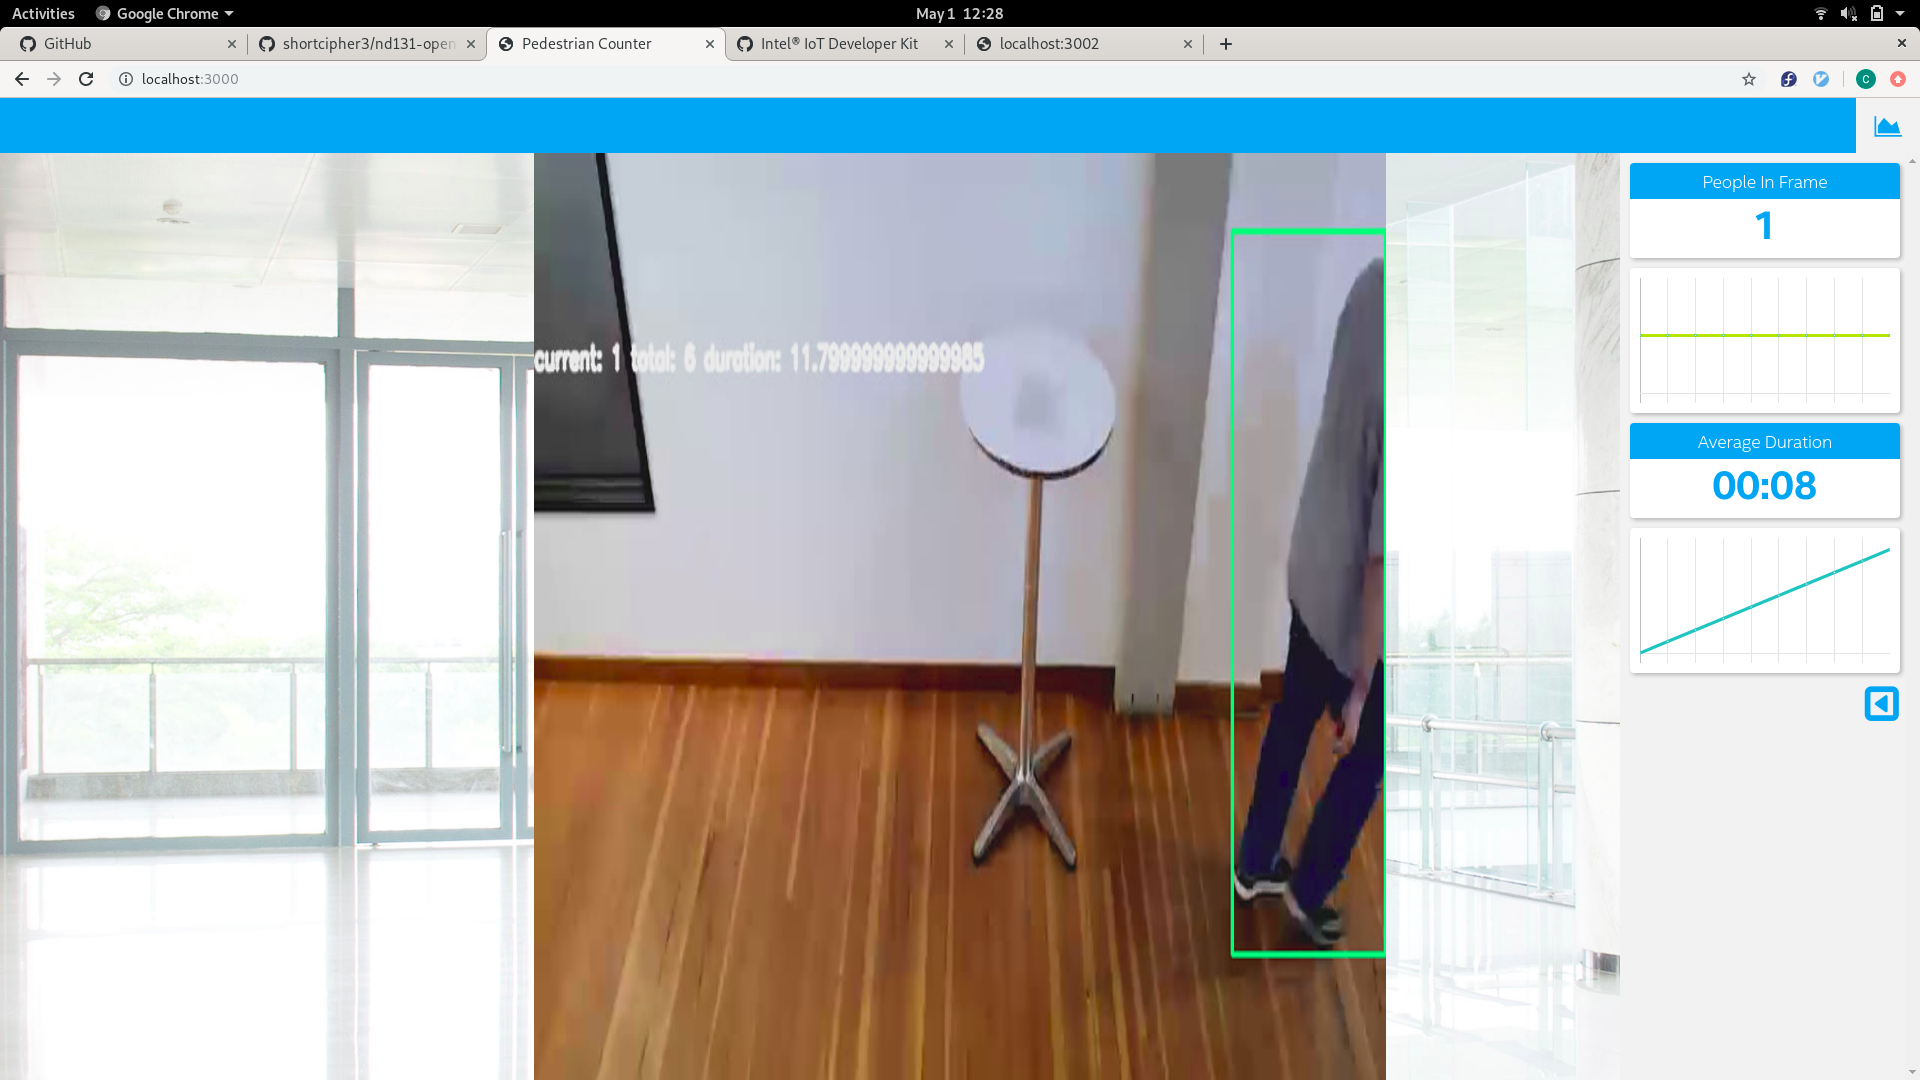 Activities
Google Chrome
May 1 12:28
GitHub
shortcipher3/nd131-open
Pedestrian Counter
Intel® IoT Developer Kit
localhost:3002
localhost:3000
C
People In Frame
1
current: 1 total: 6 duration: 11.799999999999985
Average Duration
00:08